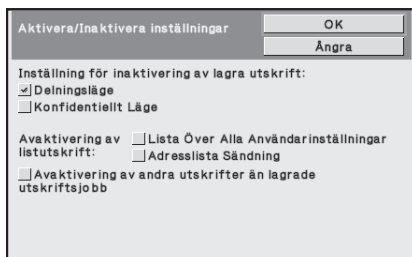 Aktivera/Inaktivera inställningar
OK
Ångra
Inställning för inaktivering av lagra utskrift:
Delningsläge
Konfidentiellt Läge
Avaktivering av
listutskrift:
Lista Över Alla Användarinställningar
Adresslista Sändning
Avaktivering av andra utskrifter än lagrade
utskriftsjobb